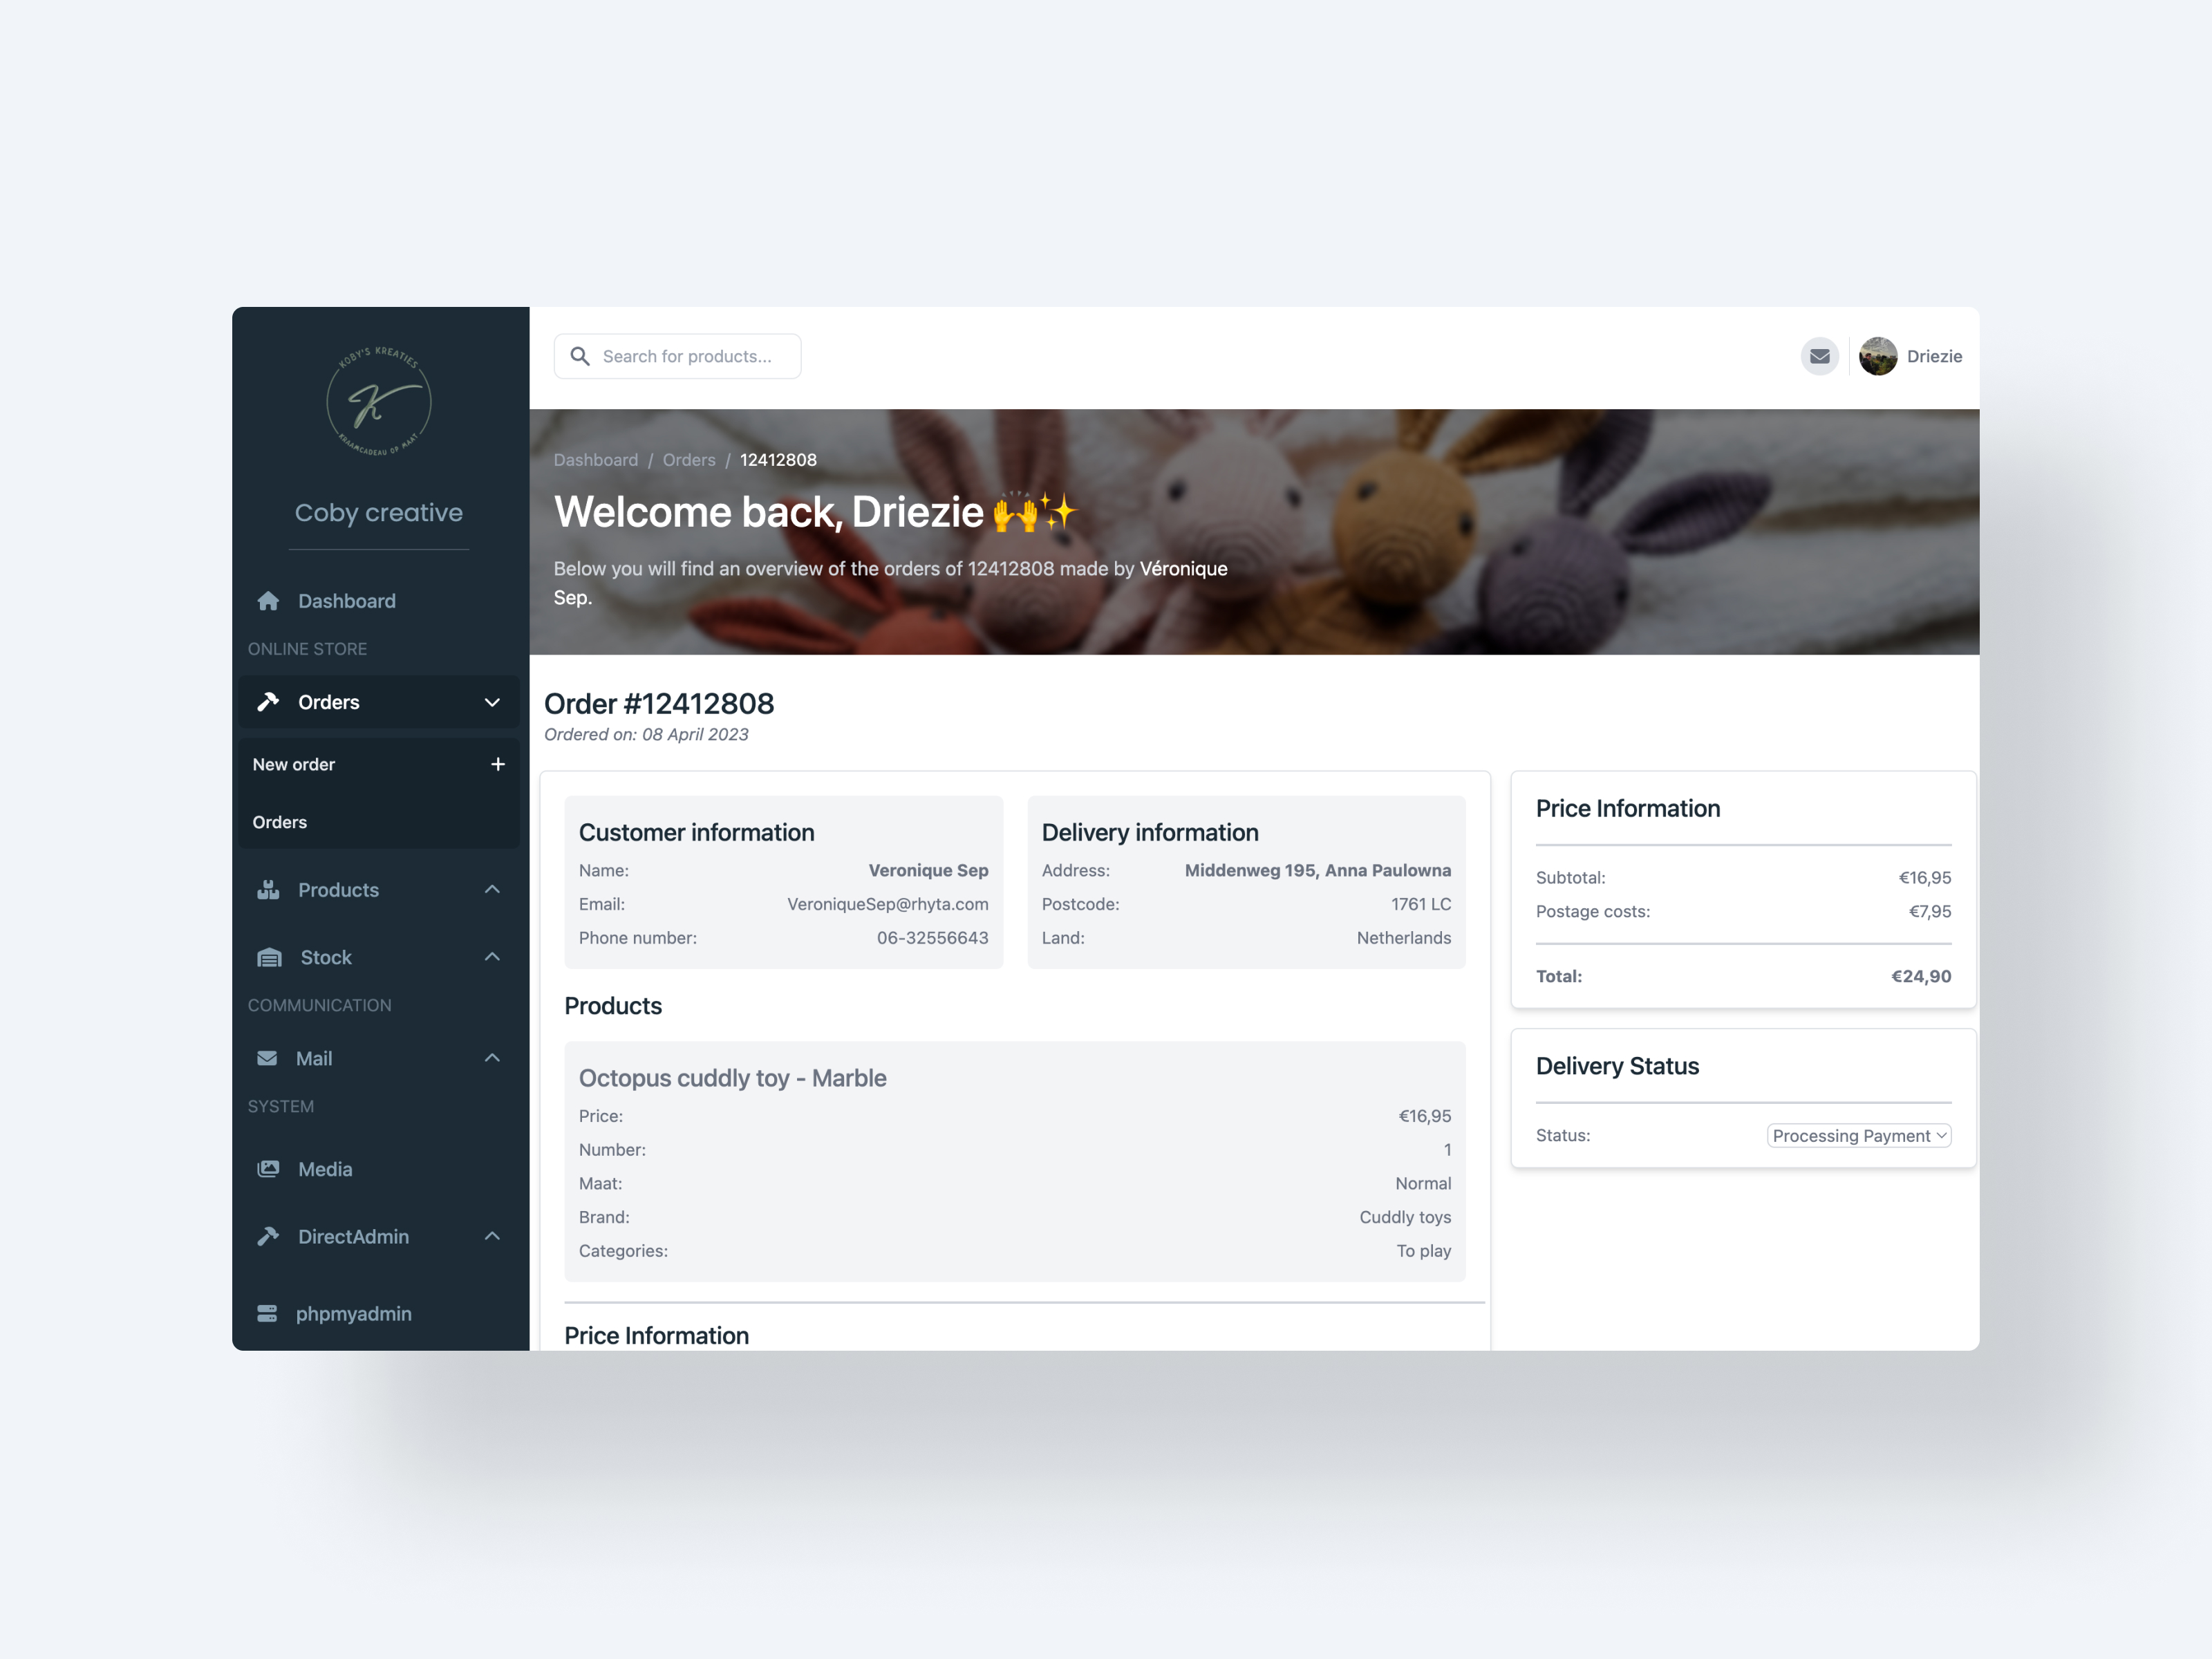 KOBY'S KREATIES
K
KRAAMCADEAU OP MAAT
Coby creative
Dashboard
ONLINE STORE
Orders
New order
Orders
Products
Stock
COMMUNICATION
Mail
SYSTEM
Media
DirectAdmin
phpmyadmin
Search for products...
Driezie
Dashboard / Orders / 12412808
Welcome back, Driezie 🙌✨
Below you will find an overview of the orders of 12412808 made by Véronique
Sep.
Order #12412808
Ordered on: 08 April 2023
Customer information
Name: Veronique Sep
Email: VeroniqueSep@rhyta.com
Phone number: 06-32556643
Delivery information
Address: Middenweg 195, Anna Paulowna
Postcode: 1761 LC
Land: Netherlands
Products
Octopus cuddly toy - Marble
Price: €16,95
Number: 1
Maat: Normal
Brand: Cuddly toys
Categories: To play
Price Information
Price Information
Subtotal: €16,95
Postage costs: €7,95
Total: €24,90
Delivery Status
Status: Processing Payment